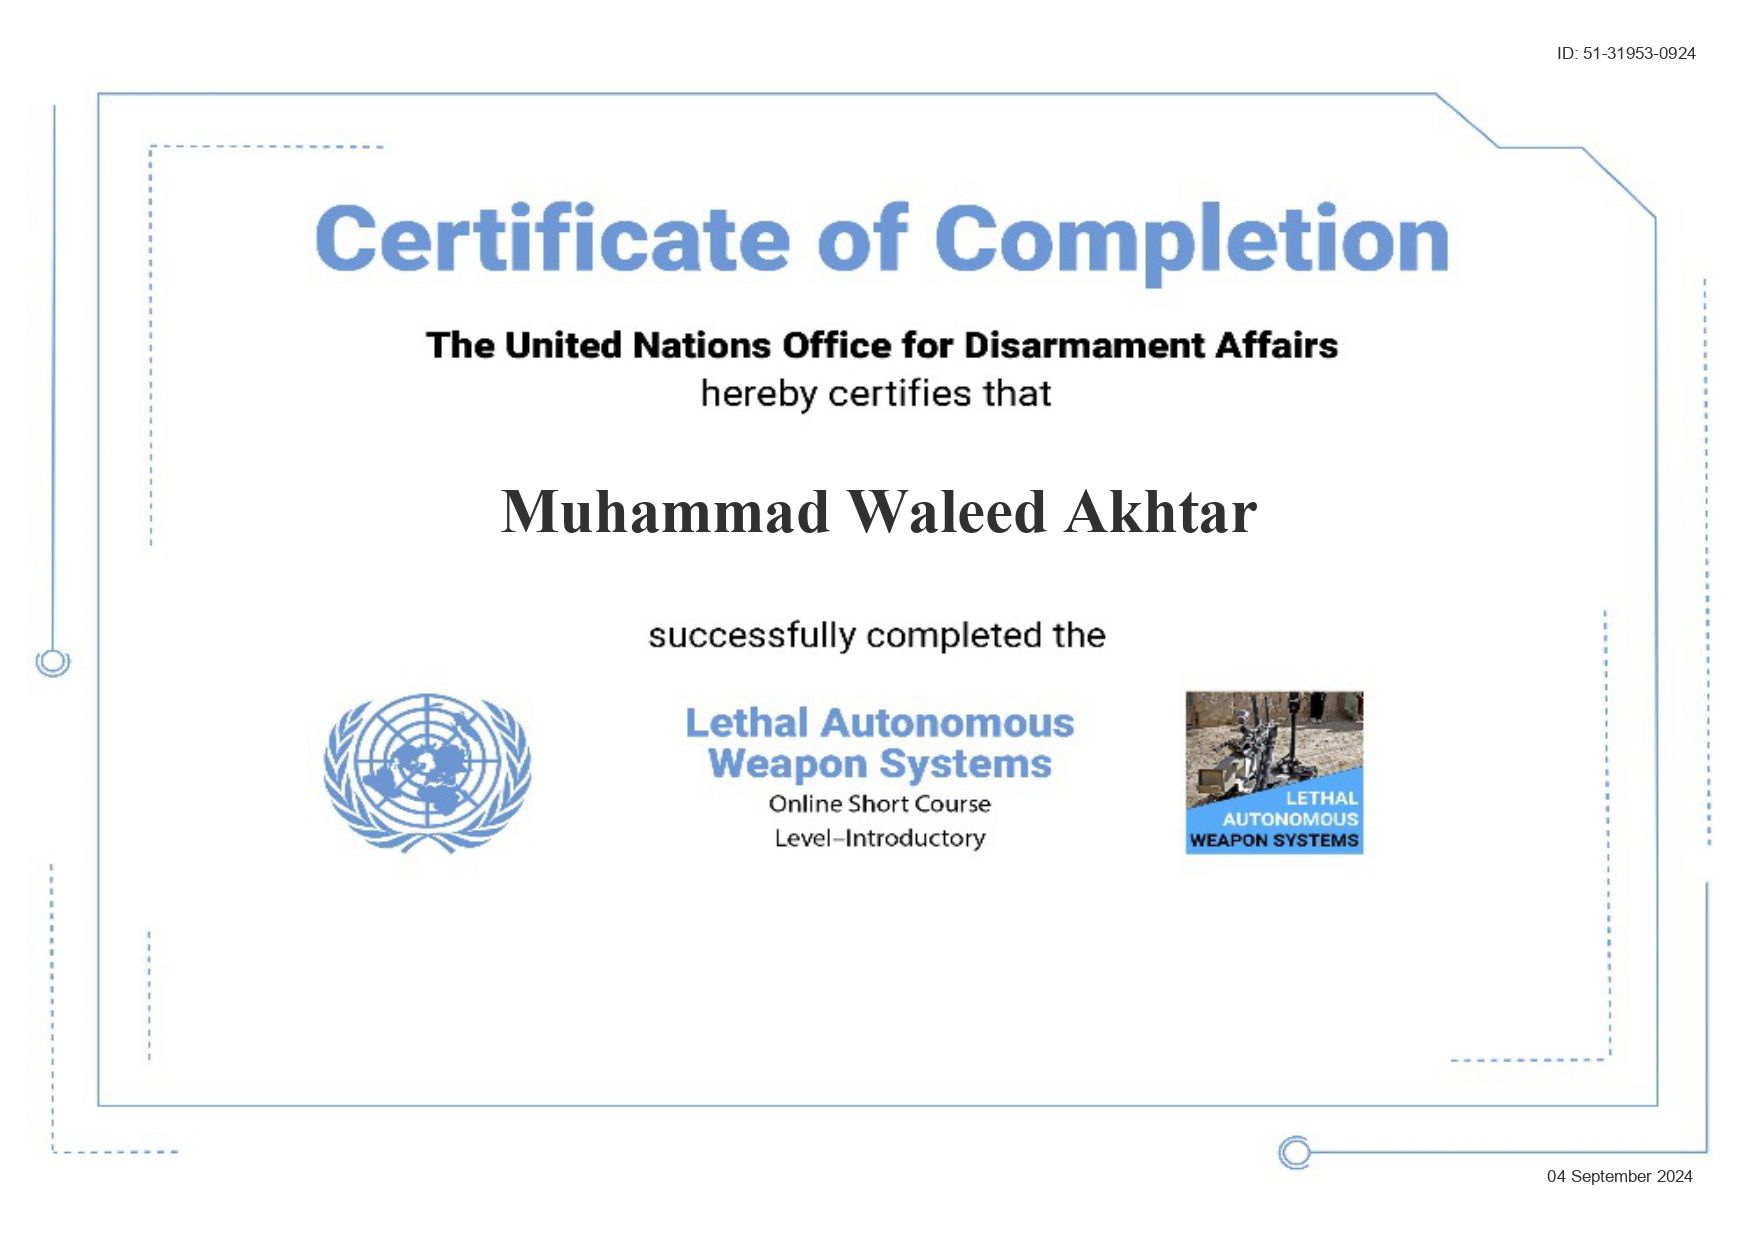 ID: 51-31953-0924
Certificate of Completion
The United Nations Office for Disarmament Affairs
hereby certifies that
Muhammad Waleed Akhtar
successfully completed the
Lethal Autonomous
Weapon Systems
Online Short Course
Level–Introductory
LETHAL
AUTONOMOUS
WEAPON SYSTEMS
04 September 2024